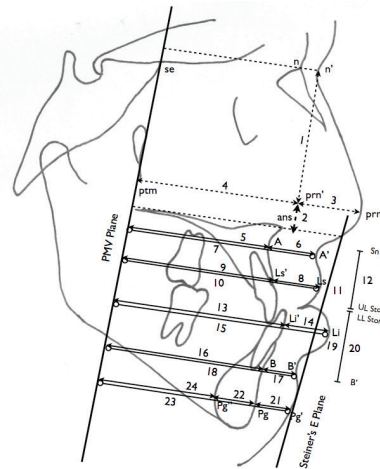 n
n'
se
1
4
prn'
3
ptm
prn
ans
2
5
A
6
A'
7
Sn
PMV Plane
9
Ls'
8
Ls
10
11
12
UL Sto
LL Sto
13
Li'
14
Li
15
19
16
B
B'
20
18
17
B'
24
22
21
23
Pg''
Pg
Pg'
Steiner's E Plane